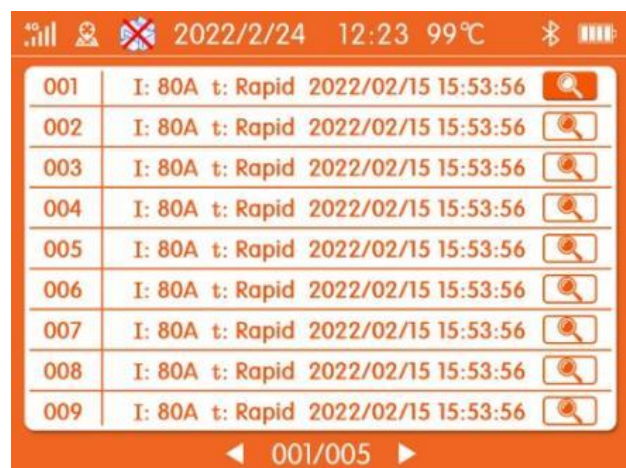 4G 2022/2/24 12:23 99℃
001 I: 80A t: Rapid 2022/02/15 15:53:56
002 I: 80A t: Rapid 2022/02/15 15:53:56
003 I: 80A t: Rapid 2022/02/15 15:53:56
004 I: 80A t: Rapid 2022/02/15 15:53:56
005 I: 80A t: Rapid 2022/02/15 15:53:56
006 I: 80A t: Rapid 2022/02/15 15:53:56
007 I: 80A t: Rapid 2022/02/15 15:53:56
008 I: 80A t: Rapid 2022/02/15 15:53:56
009 I: 80A t: Rapid 2022/02/15 15:53:56
001/005